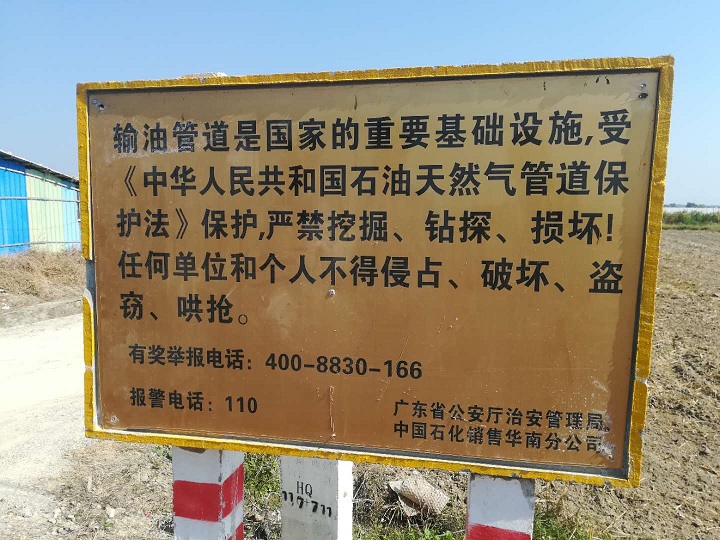 输油管道是国家的重要基础设施,受
《中华人民共和国石油天然气管道保
护法》保护,严禁挖掘、钻探、损坏!
任何单位和个人不得侵占、破坏、盗
窃、哄抢。
有奖举报电话：400-8830-166
报警电话：110
广东省公安厅治安管理局
中国石化销售华南分公司
HQ